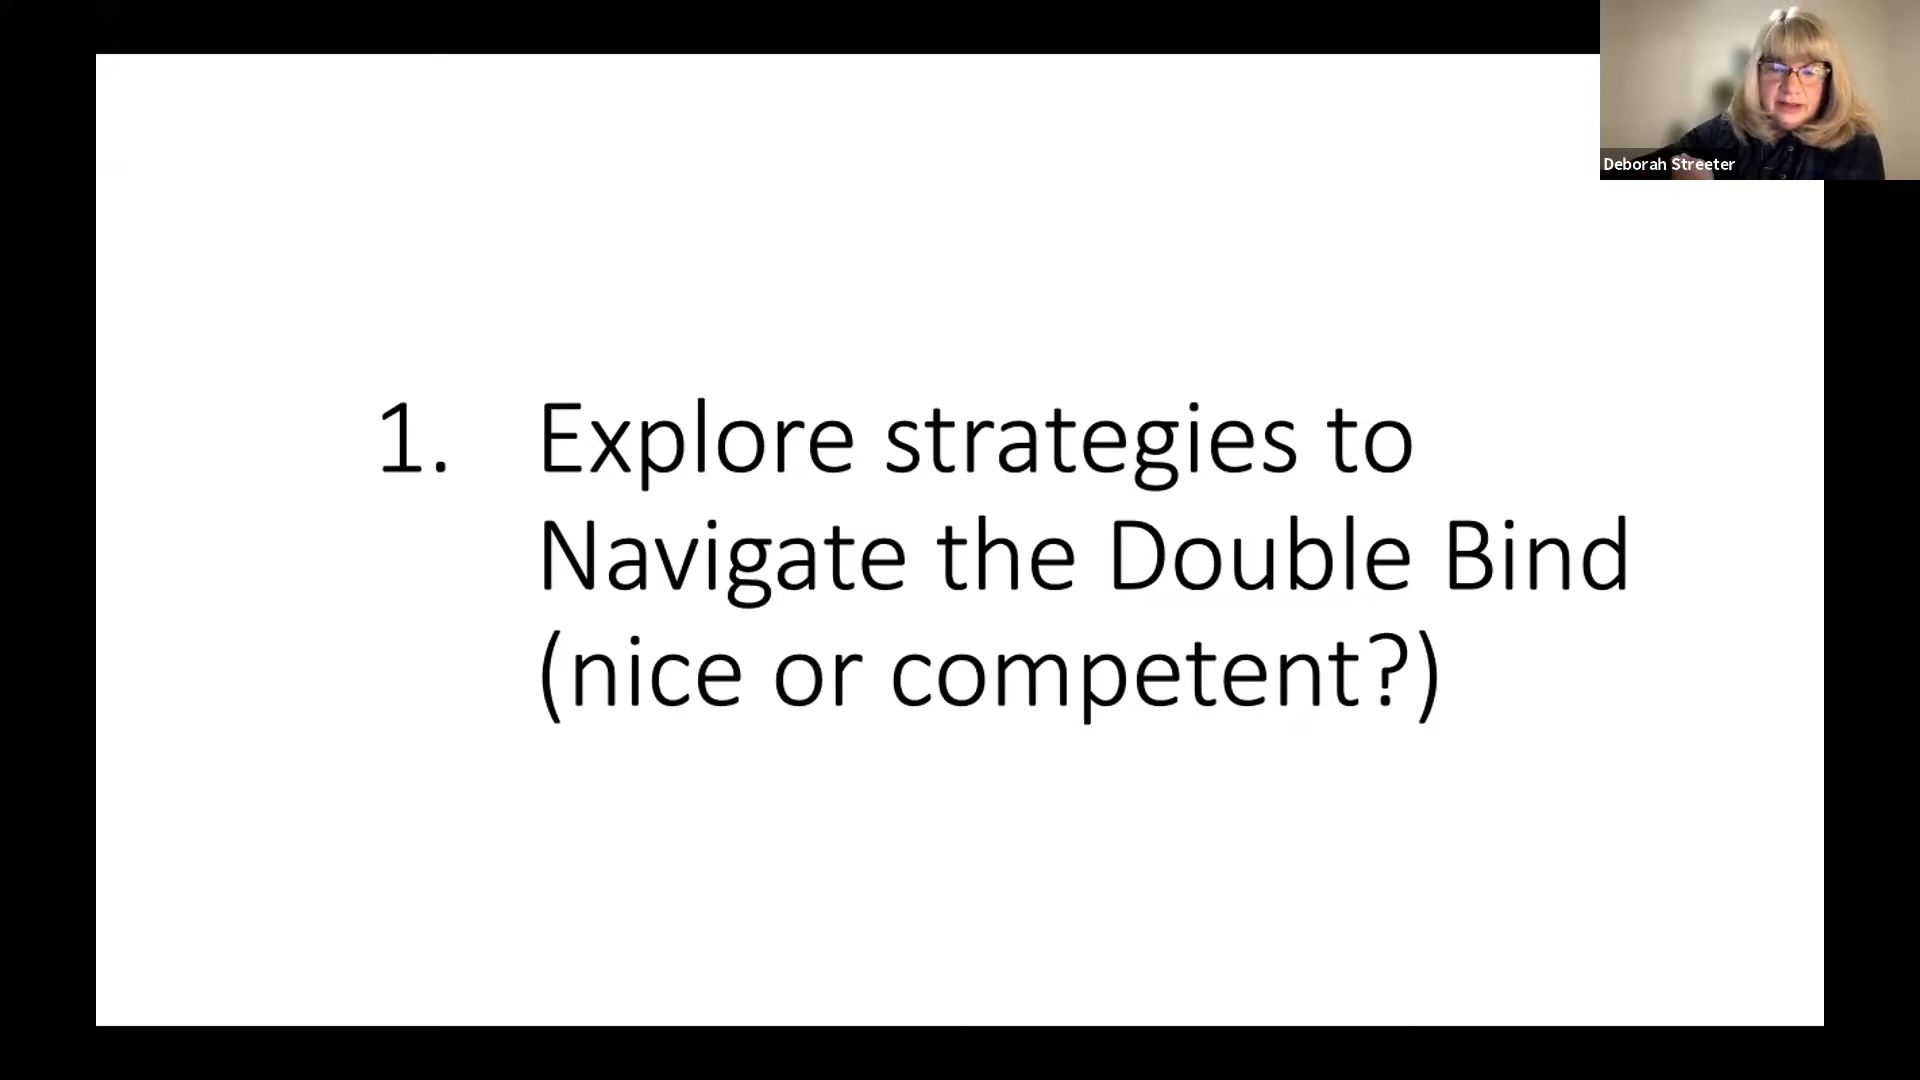 Deborah Streeter
1. Explore strategies to
Navigate the Double Bind
(nice or competent?)